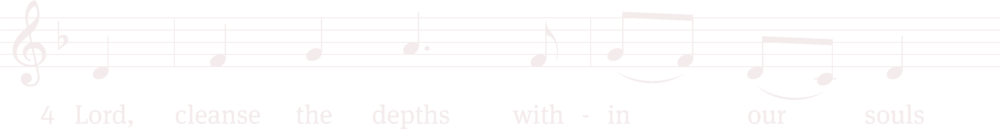 4 Lord, cleanse the depths with - in our souls